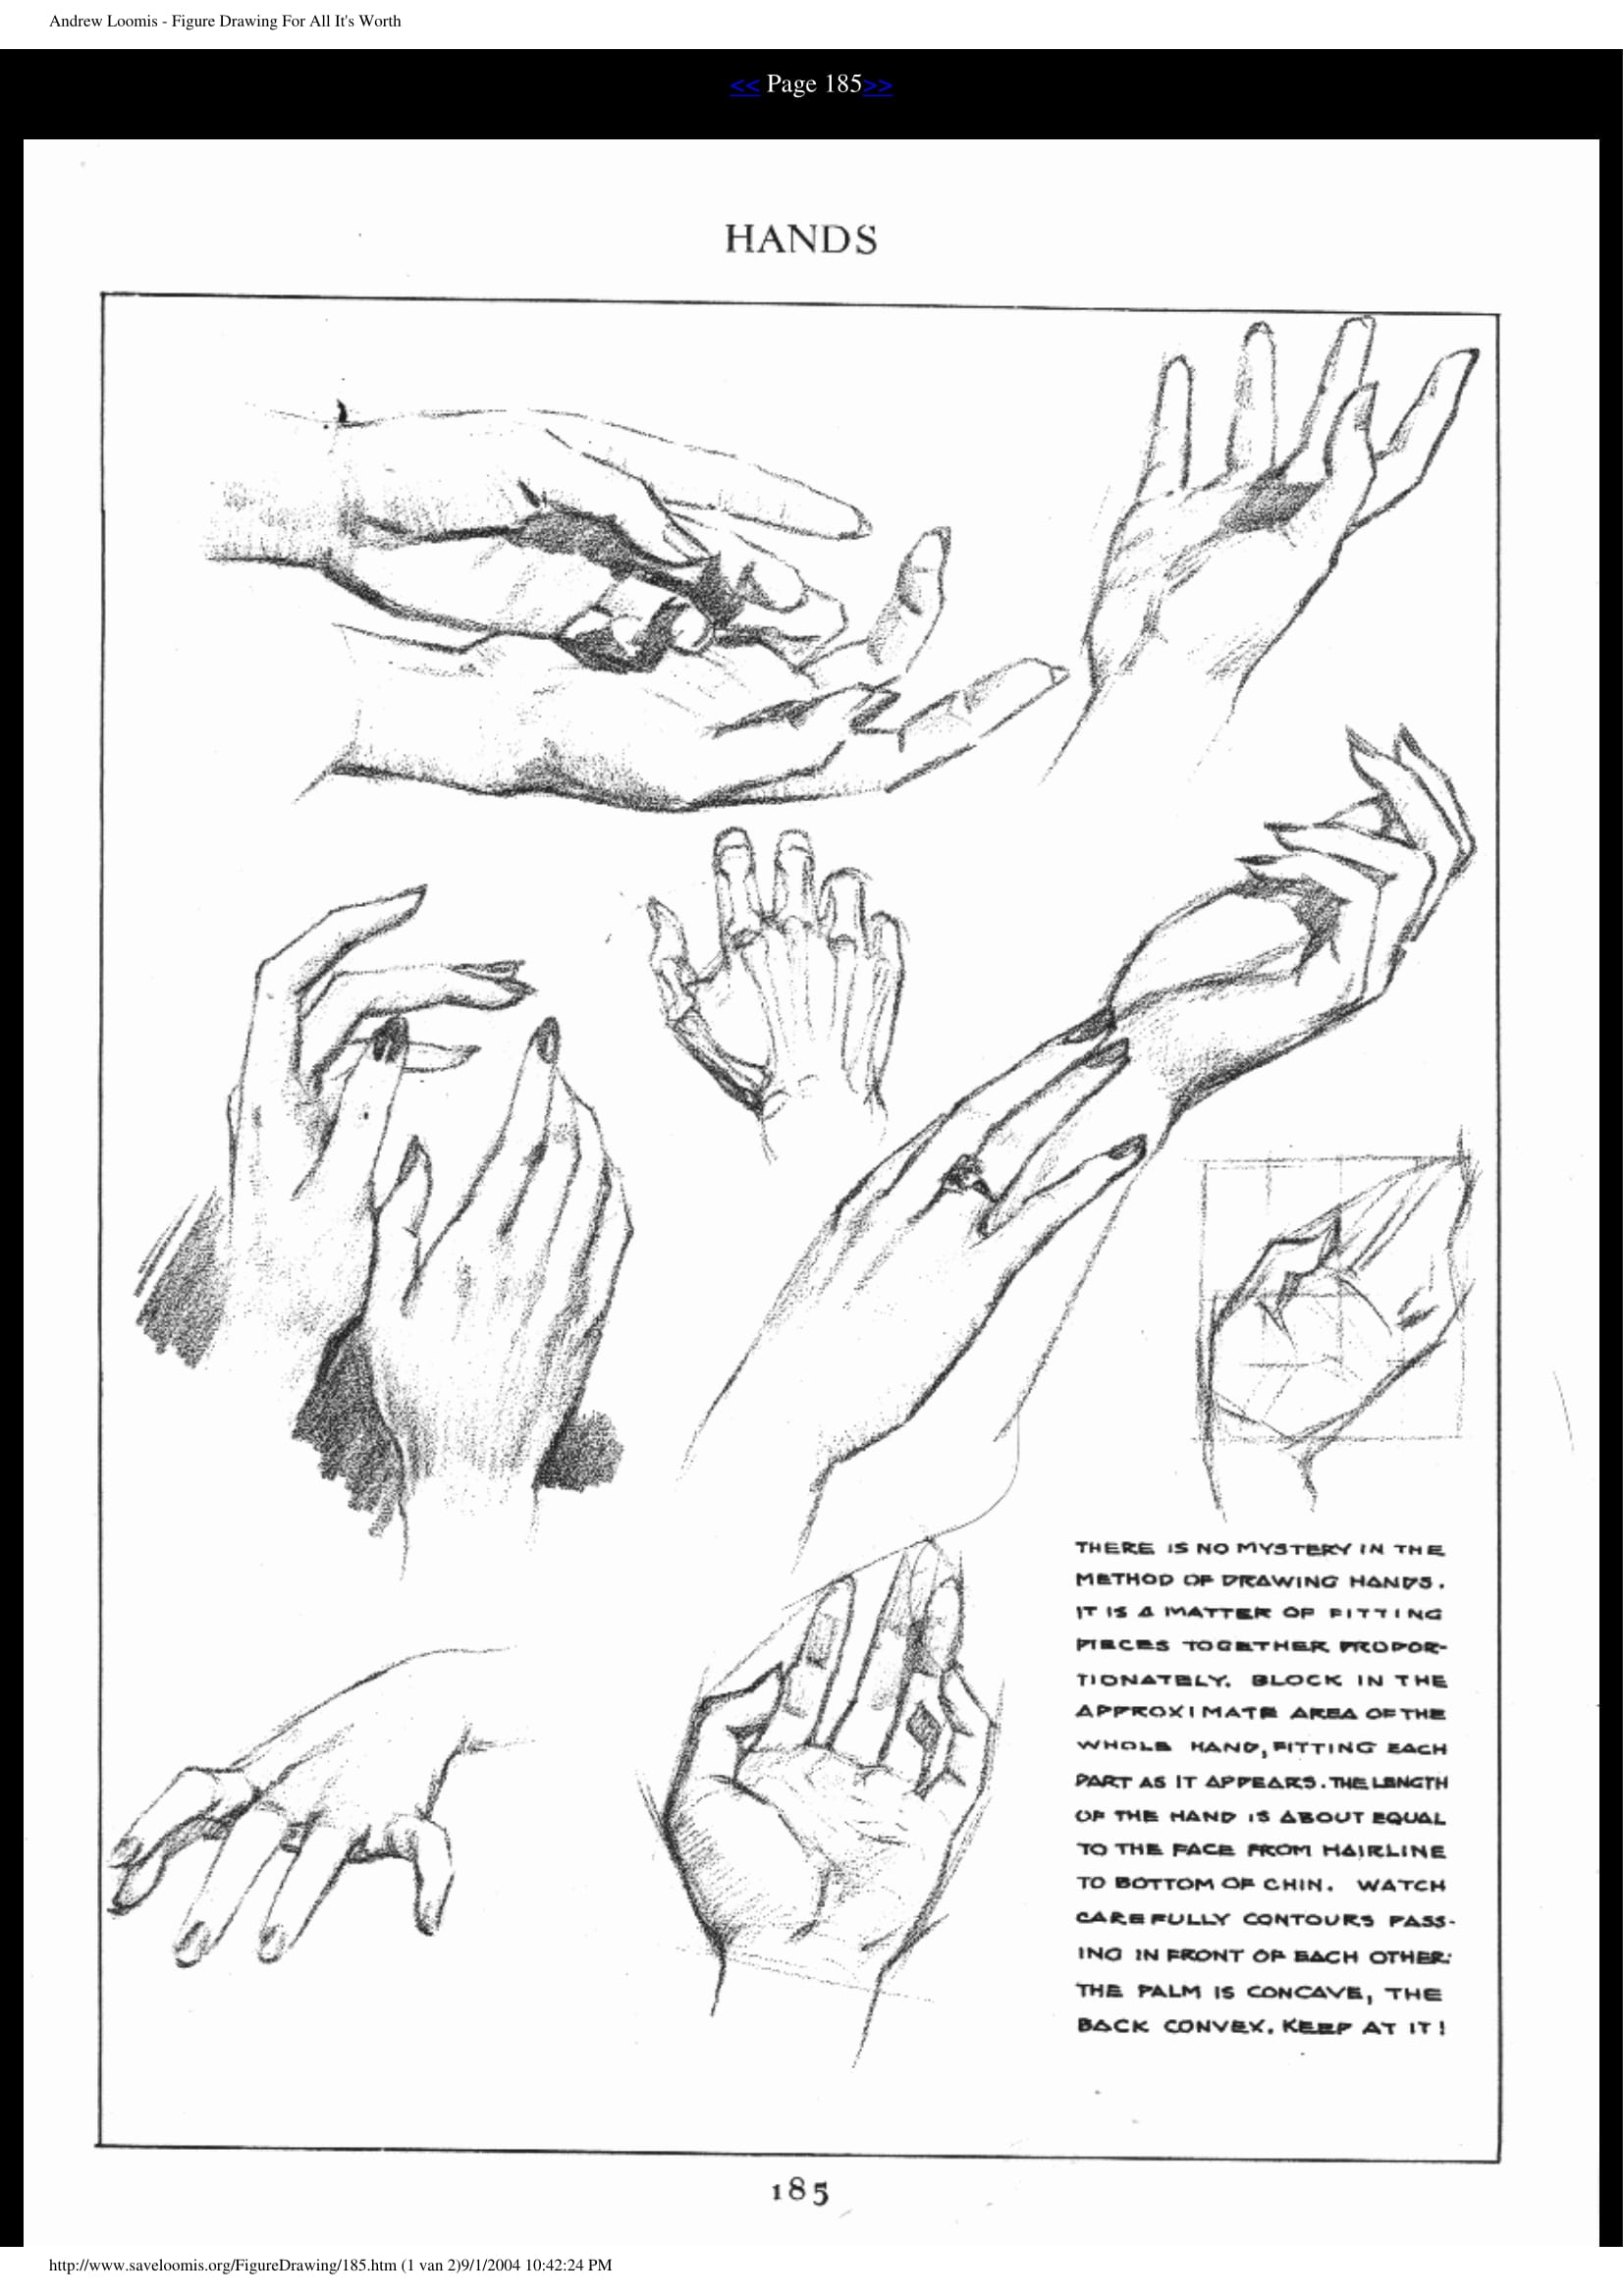 Andrew Loomis - Figure Drawing For All It's Worth
<< Page 185>>
HANDS
THERE IS NO MYSTERY IN THE
METHOD OF DRAWING HANDS.
IT IS A MATTER OF FITTING
PIECES TOGETHER PROPOR-
TIONATELY. BLOCK IN THE
APPROXIMATE AREA OF THE
WHOLE HAND, FITTING EACH
PART AS IT APPEARS. THE LENGTH
OF THE HAND IS ABOUT EQUAL
TO THE FACE FROM HAIRLINE
TO BOTTOM OF CHIN. WATCH
CAREFULLY CONTOURS PASS-
ING IN FRONT OF EACH OTHER:
THE PALM IS CONCAVE, THE
BACK CONVEX. KEEP AT IT!
185
http://www.saveloomis.org/FigureDrawing/185.htm (1 van 2)9/1/2004 10:42:24 PM